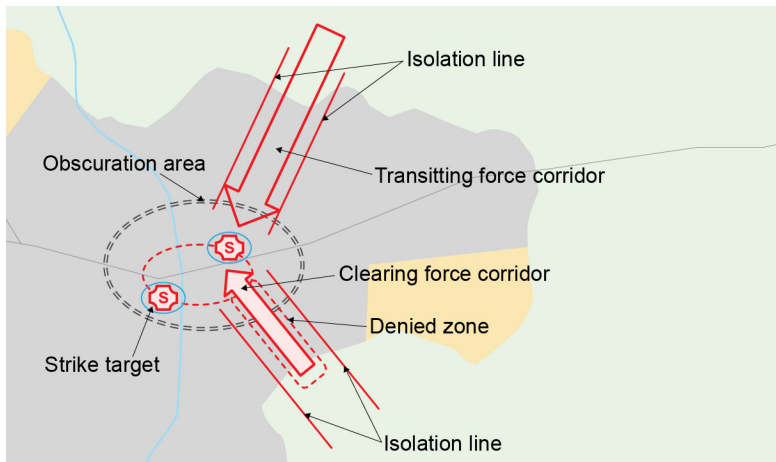 Isolation line
Obscuration area
Transitting force corridor
S
Clearing force corridor
S
Denied zone
Strike target
Isolation line